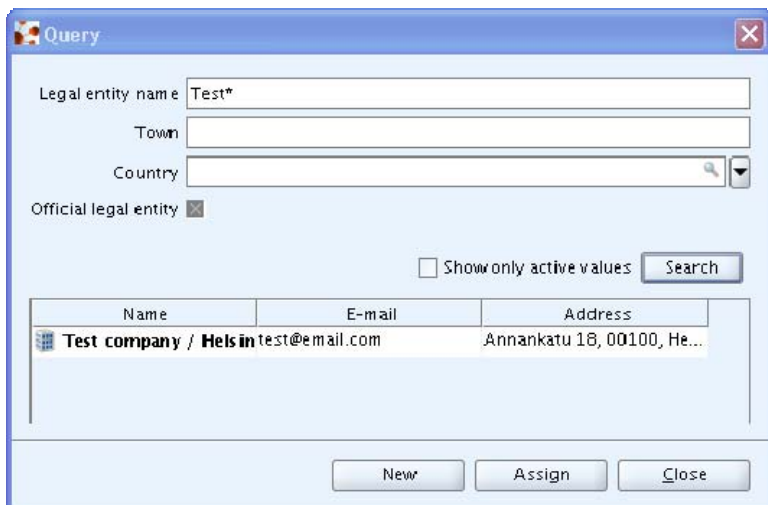 Query
Legal entity name Test*
Town
Country
Official legal entity
Show only active values Search
Name E-mail Address
Test company / Helsin test@email.com Annankatu 18, 00100, He...
New Assign Close